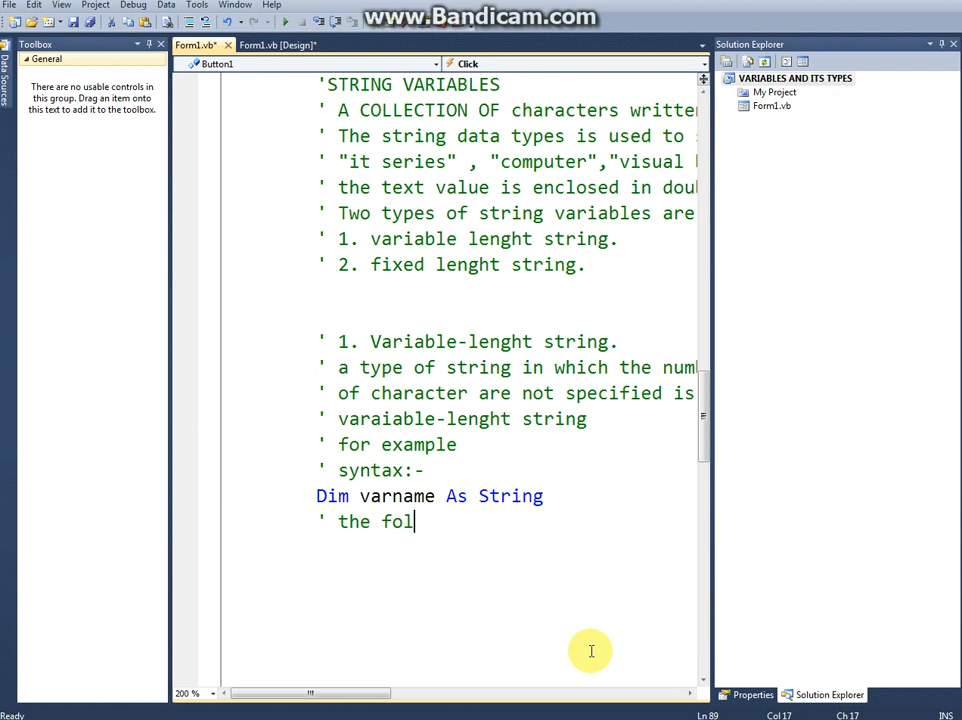 File Edit View Project Debug Data Tools Window Help
www.Bandicam.com
Toolbox
General
There are no usable controls in
this group. Drag an item onto
this text to add it to the toolbox.
Data Sources
Form1.vb* Form1.vb [Design]*
Button1 Click
'STRING VARIABLES
' A COLLECTION OF characters writte
' The string data types is used to
' "it series" , "computer","visual
' the text value is enclosed in dou
' Two types of string variables are
' 1. variable lenght string.
' 2. fixed lenght string.
' 1. Variable-lenght string.
' a type of string in which the num
' of character are not specified is
' varaiable-lenght string
' for example
' syntax:-
Dim varname As String
' the fol
200 %
Solution Explorer
VARIABLES AND ITS TYPES
My Project
Form1.vb
Properties Solution Explorer
Ready Ln 89 Col 17 Ch 17 INS